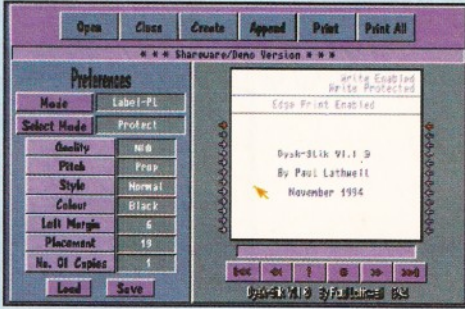 Open Close Create Append Print Print All
* * * Shareware/Demo Version * * *
Preferences
Mode Label-PL
Select Mode Protect
Quality
Pitch Prop
Style Normal
Colour Black
Left Margin 6
Placement 19
No. Of Copies 1
Load Save
Write Enabled
Write Protected
Edge Print Enabled
V1.1
By Paul Lathwell
November 1994